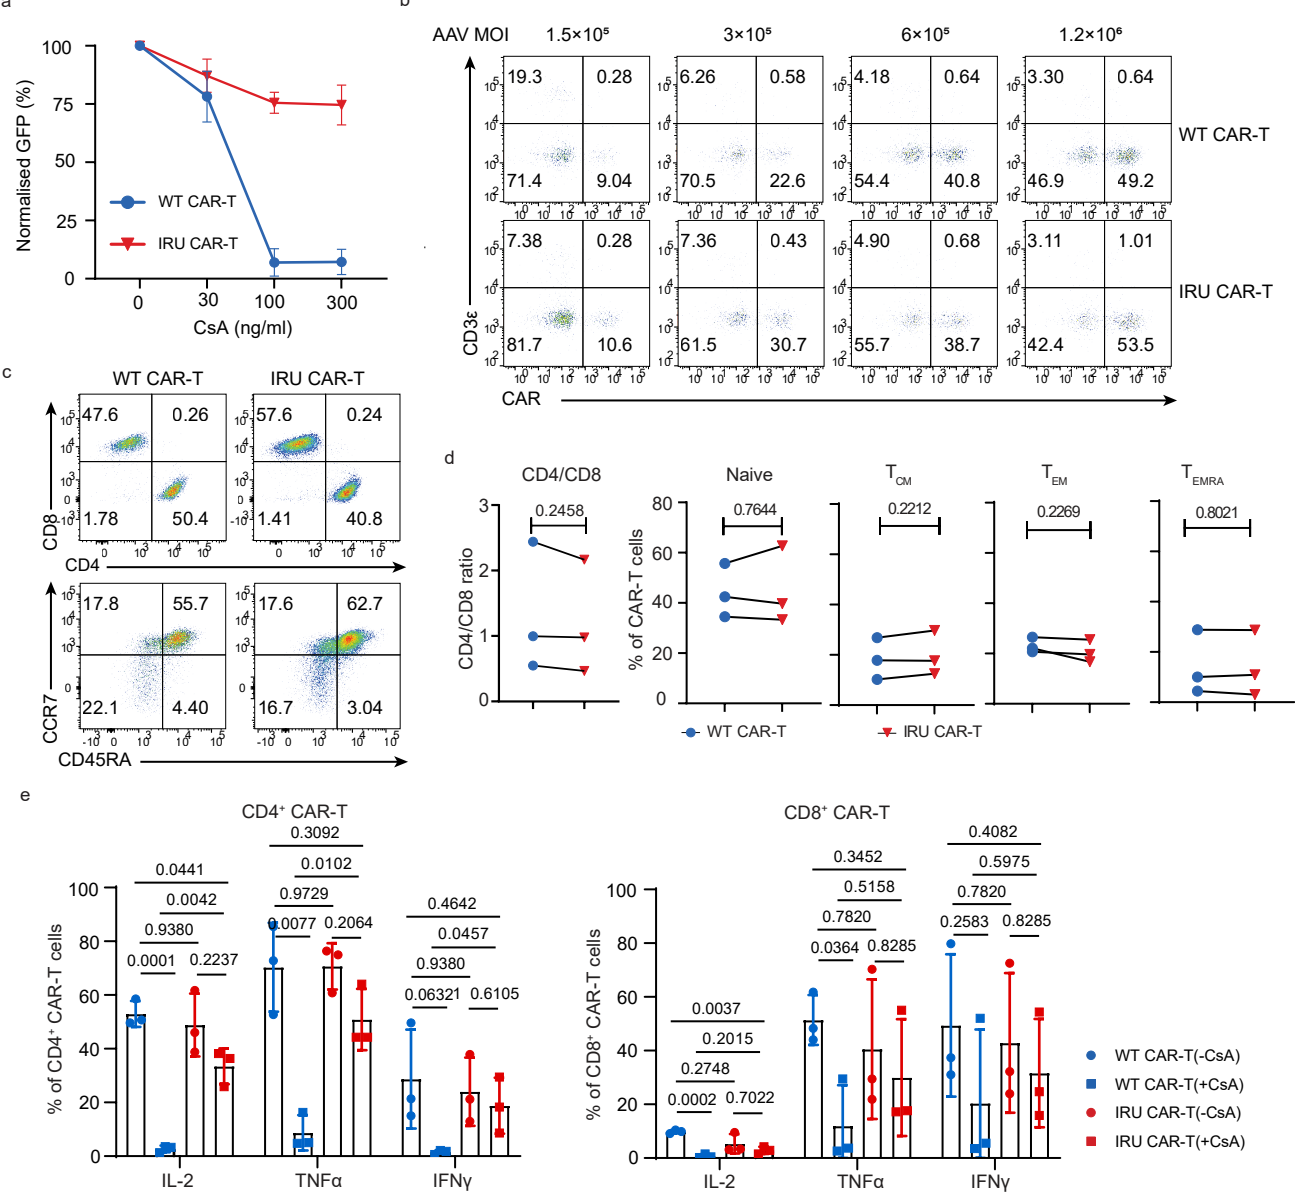 a
Normalised GFP (%)
100
75
50
25
0
WT CAR-T
IRU CAR-T
0 30 100 300
CsA (ng/ml)
b
AAV MOI 1.5×10⁵ 3×10⁵ 6×10⁵ 1.2×10⁶
19.3 0.28 6.26 0.58 4.18 0.64 3.30 0.64
WT CAR-T
71.4 9.04 70.5 22.6 54.4 40.8 46.9 49.2
7.38 0.28 7.36 0.43 4.90 0.68 3.11 1.01
IRU CAR-T
81.7 10.6 61.5 30.7 55.7 38.7 42.4 53.5
CD3ε
CAR
c
WT CAR-T IRU CAR-T
47.6 0.26 57.6 0.24
1.78 50.4 1.41 40.8
CD8
CD4
17.8 55.7 17.6 62.7
22.1 4.40 16.7 3.04
CCR7
CD45RA
d
CD4/CD8 Naive T_CM T_EM T_EMRA
0.2458 0.7644 0.2212 0.2269 0.8021
CD4/CD8 ratio
3
2
1
0
% of CAR-T cells
80
60
40
20
0
WT CAR-T IRU CAR-T
e
CD4⁺ CAR-T
% of CD4⁺ CAR-T cells
100
80
60
40
20
0
0.0441
0.0042
0.9380
0.0001 0.2237
0.3092
0.0102
0.9729
0.0077 0.2064
0.4642
0.0457
0.9380
0.06321 0.6105
IL-2 TNFα IFNγ
CD8⁺ CAR-T
% of CD8⁺ CAR-T cells
100
80
60
40
20
0
0.0037
0.2015
0.2748
0.0002 0.7022
0.3452
0.5158
0.7820
0.0364 0.8285
0.4082
0.5975
0.7820
0.2583 0.8285
IL-2 TNFα IFNγ
WT CAR-T(-CsA)
WT CAR-T(+CsA)
IRU CAR-T(-CsA)
IRU CAR-T(+CsA)